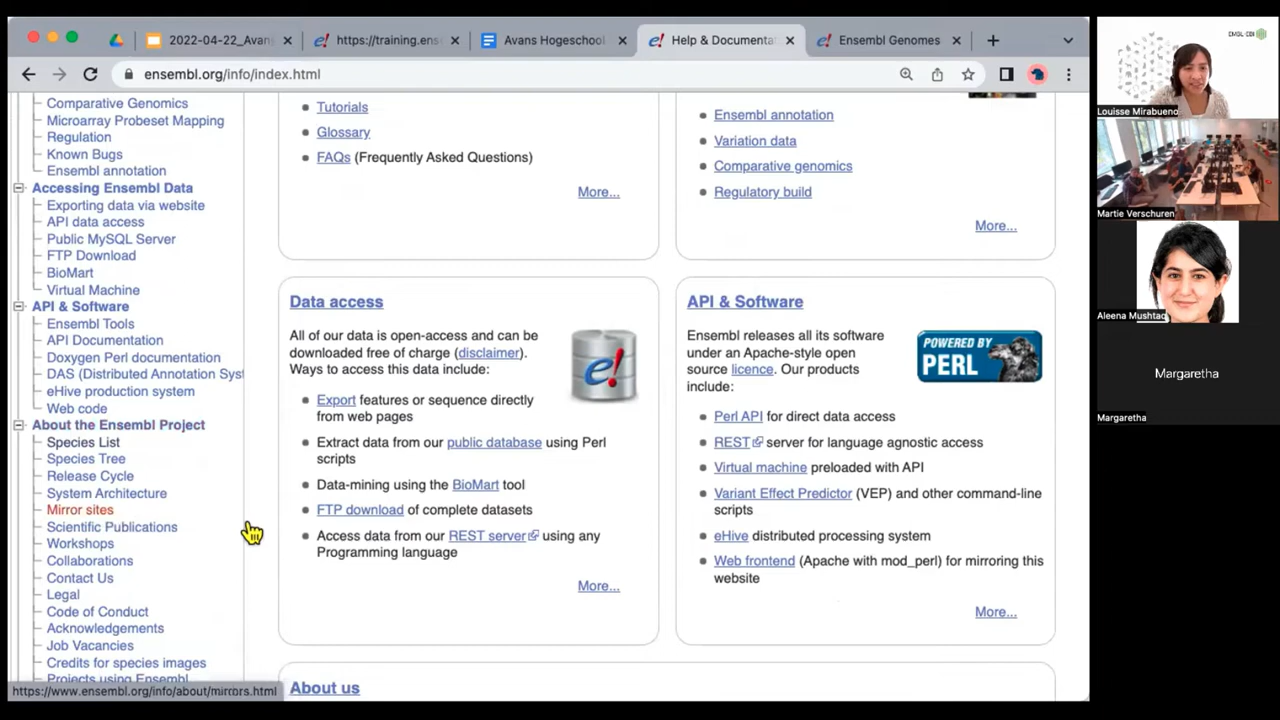 2022-04-22_Avans
https://training.ens
Avans Hogeschool
Help & Documentat
Ensembl Genomes
ensembl.org/info/index.html
Comparative Genomics
Microarray Probeset Mapping
Regulation
Known Bugs
Ensembl annotation
Accessing Ensembl Data
Exporting data via website
API data access
Public MySQL Server
FTP Download
BioMart
Virtual Machine
API & Software
Ensembl Tools
API Documentation
Doxygen Perl documentation
DAS (Distributed Annotation Syst
eHive production system
Web code
About the Ensembl Project
Species List
Species Tree
Release Cycle
System Architecture
Mirror sites
Scientific Publications
Workshops
Collaborations
Contact Us
Legal
Code of Conduct
Acknowledgements
Job Vacancies
Credits for species images
Projects using Ensembl
https://www.ensembl.org/info/about/mirrors.html
Tutorials
Glossary
FAQs (Frequently Asked Questions)
More...
Ensembl annotation
Variation data
Comparative genomics
Regulatory build
More...
Data access
All of our data is open-access and can be
downloaded free of charge (disclaimer).
Ways to access this data include:
e!
Export features or sequence directly
from web pages
Extract data from our public database using Perl
scripts
Data-mining using the BioMart tool
FTP download of complete datasets
Access data from our REST server using any
Programming language
More...
API & Software
Ensembl releases all its software
under an Apache-style open
source licence. Our products
include:
POWERED BY
PERL
Perl API for direct data access
REST server for language agnostic access
Virtual machine preloaded with API
Variant Effect Predictor (VEP) and other command-line
scripts
eHive distributed processing system
Web frontend (Apache with mod_perl) for mirroring this
website
More...
About us
EMBL-EBI
Louisse Mirabueno
Martie Verschuren
Aleena Mushtaq
Margaretha
Margaretha